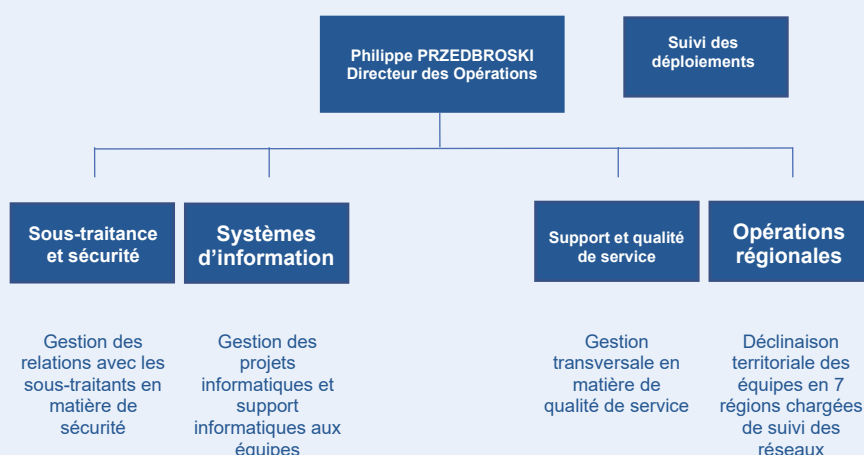 Philippe PRZEDBROSKI
Directeur des Opérations
Suivi des
déploiements
Sous-traitance
et sécurité
Systèmes
d’information
Support et qualité
de service
Opérations
régionales
Gestion des
relations avec les
sous-traitants en
matière de
sécurité
Gestion des
projets
informatiques et
support
informatiques aux
équipes
Gestion
transversale en
matière de
qualité de service
Déclinaison
territoriale des
équipes en 7
régions chargées
de suivi des
réseaux